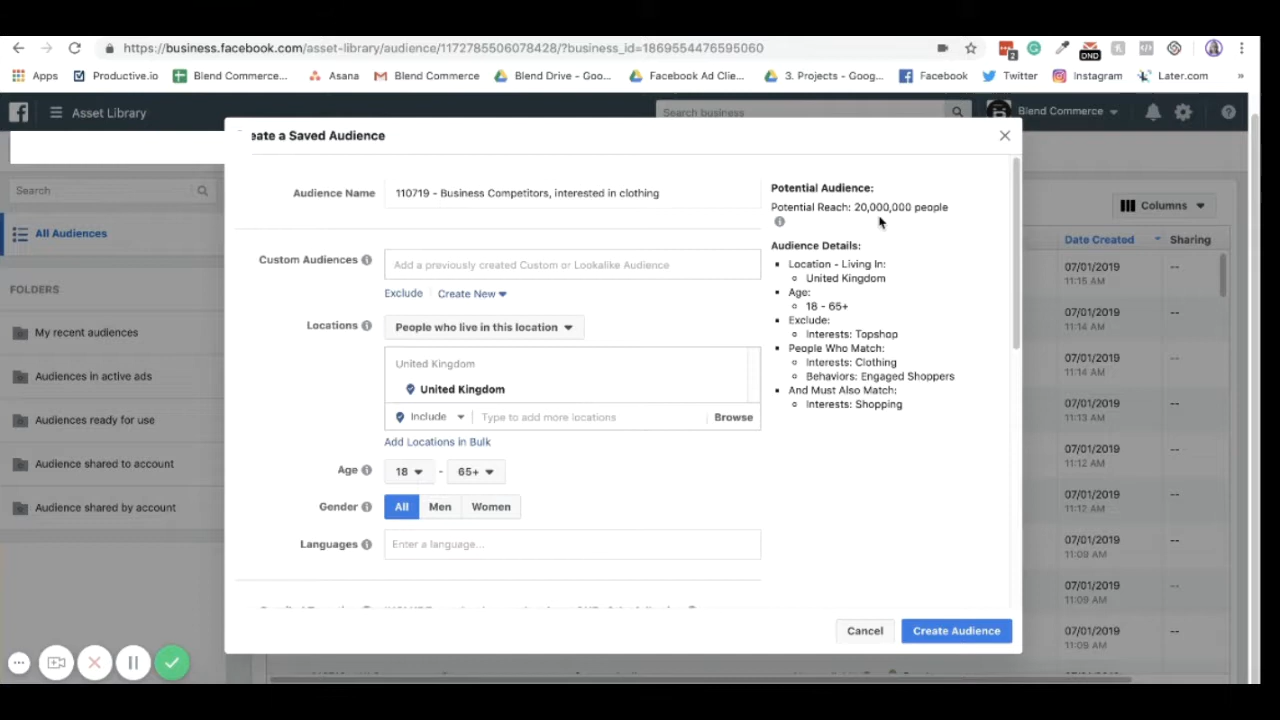 https://business.facebook.com/asset-library/audience/1172785506078428/?business_id=1869554476595060
2
DND
Apps
Productive.io
Blend Commerce...
Asana
Blend Commerce
Blend Drive - Goo...
Facebook Ad Clie...
3. Projects - Goog...
Facebook
Twitter
Instagram
Later.com
»
Asset Library
Search business
Blend Commerce
eate a Saved Audience
Search
All Audiences
FOLDERS
My recent audiences
Audiences in active ads
Audiences ready for use
Audience shared to account
Audience shared by account
Audience Name
110719 - Business Competitors, interested in clothing
Custom Audiences
Add a previously created Custom or Lookalike Audience
Exclude
Create New
Locations
People who live in this location
United Kingdom
United Kingdom
Include
Type to add more locations
Browse
Add Locations in Bulk
Age
18
-
65+
Gender
All
Men
Women
Languages
Enter a language...
Potential Audience:
Potential Reach: 20,000,000 people
Audience Details:
Location - Living In:
United Kingdom
Age:
18 - 65+
Exclude:
Interests: Topshop
People Who Match:
Interests: Clothing
Behaviors: Engaged Shoppers
And Must Also Match:
Interests: Shopping
Cancel
Create Audience
Columns
Date Created
Sharing
07/01/2019
11:15 AM
--
07/01/2019
11:14 AM
--
07/01/2019
11:14 AM
--
07/01/2019
11:13 AM
--
07/01/2019
11:12 AM
--
07/01/2019
11:12 AM
--
07/01/2019
11:09 AM
--
07/01/2019
11:09 AM
--
07/01/2019
11:09 AM
--